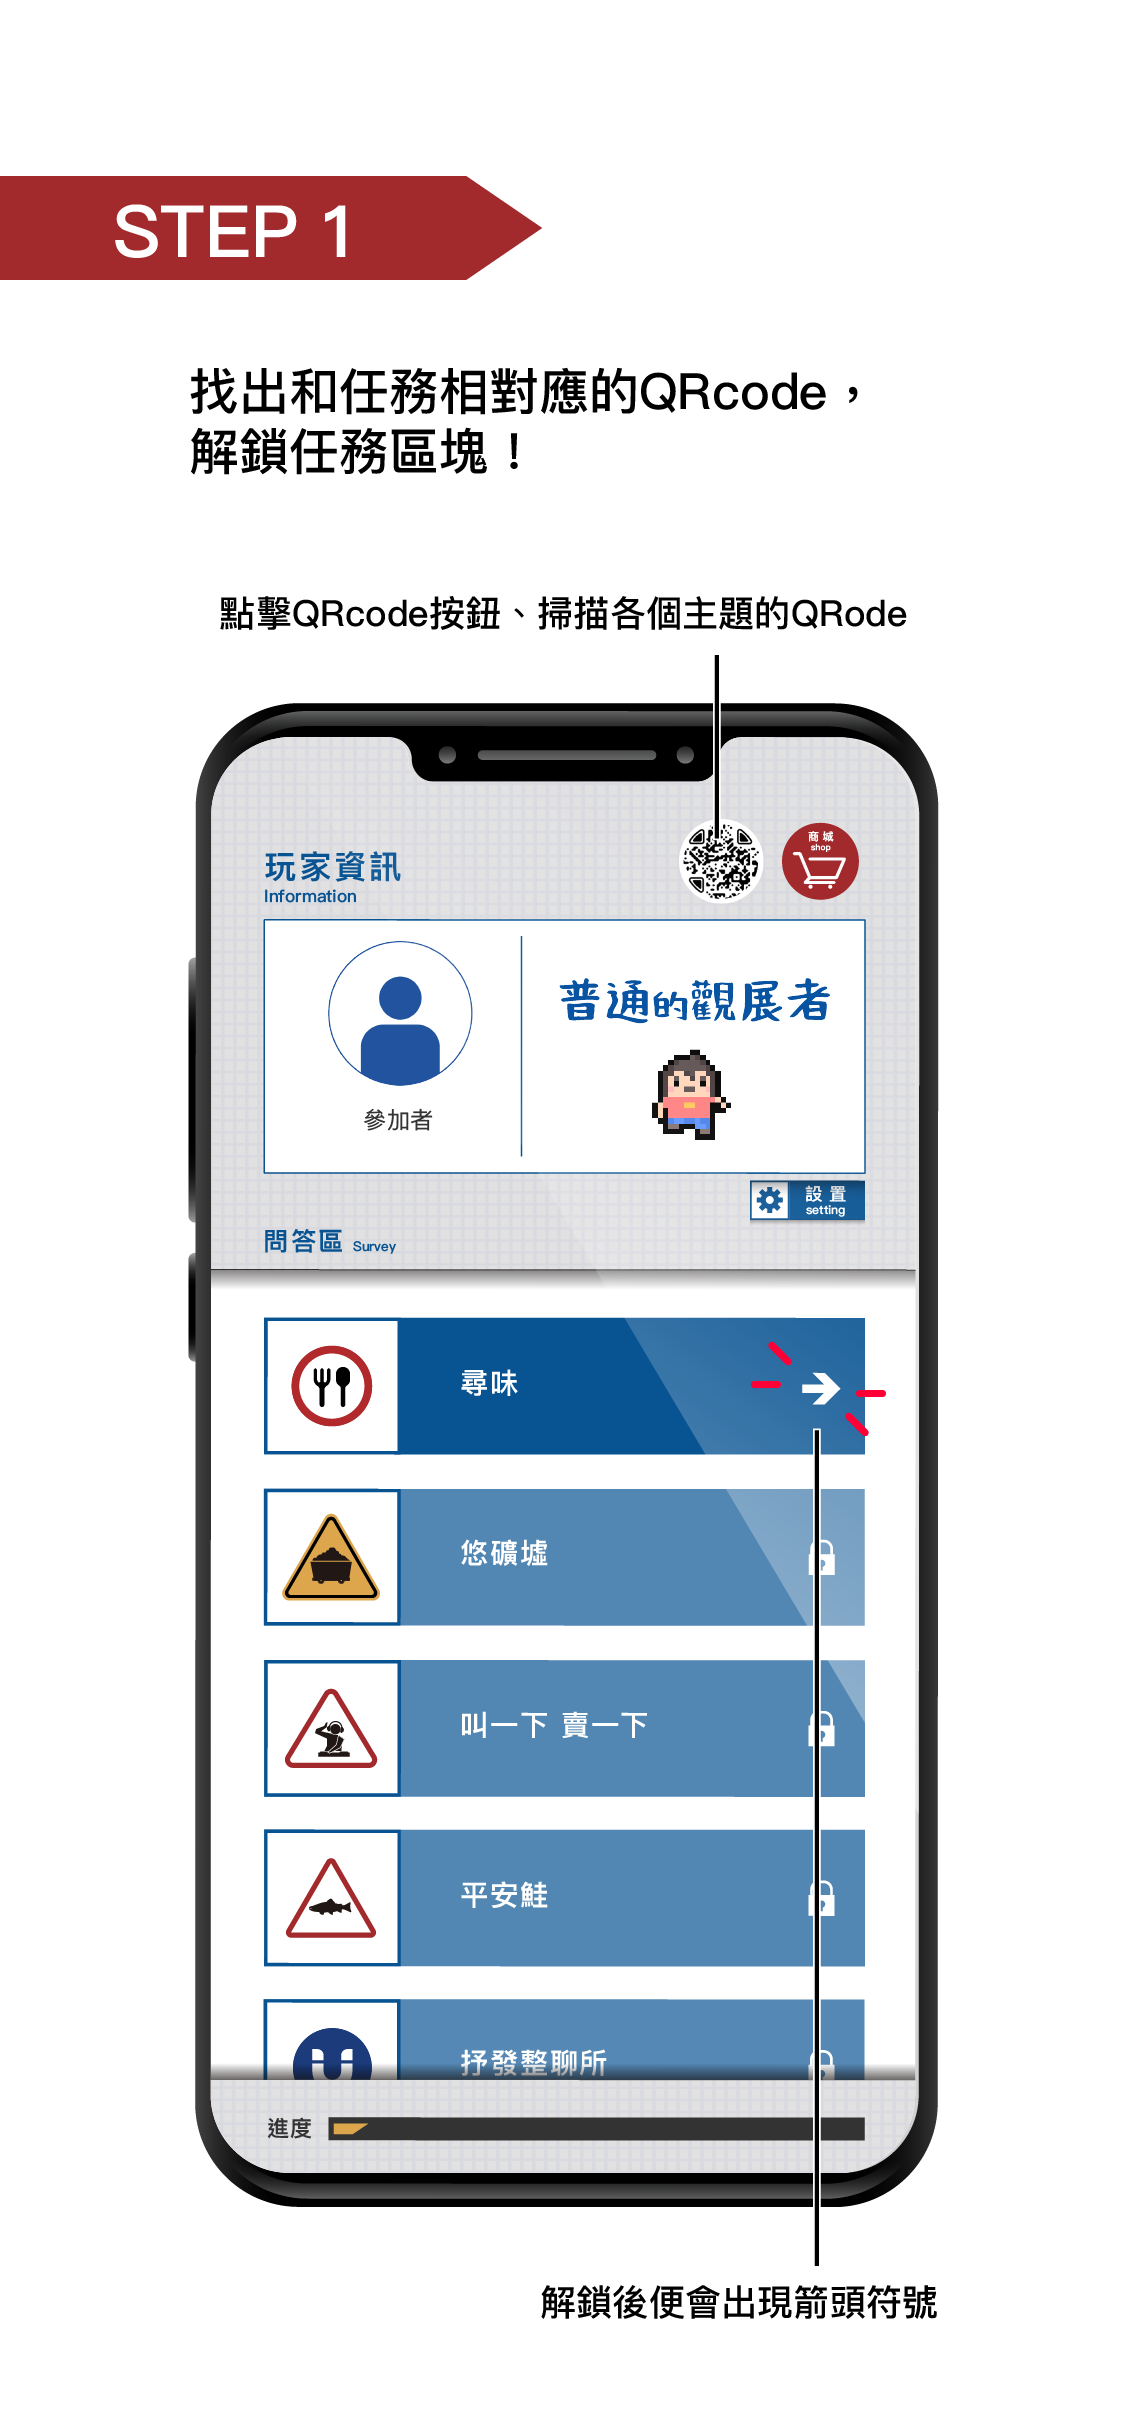 STEP 1
找出和任務相對應的QRcode，
解鎖任務區塊！
點擊QRcode按鈕、掃描各個主題的QRode
商城
shop
玩家資訊
Information
普通的觀展者
參加者
設置
setting
問答區 Survey
尋味
悠礦墟
叫一下 賣一下
平安鮭
抒發整聊所
進度
解鎖後便會出現箭頭符號